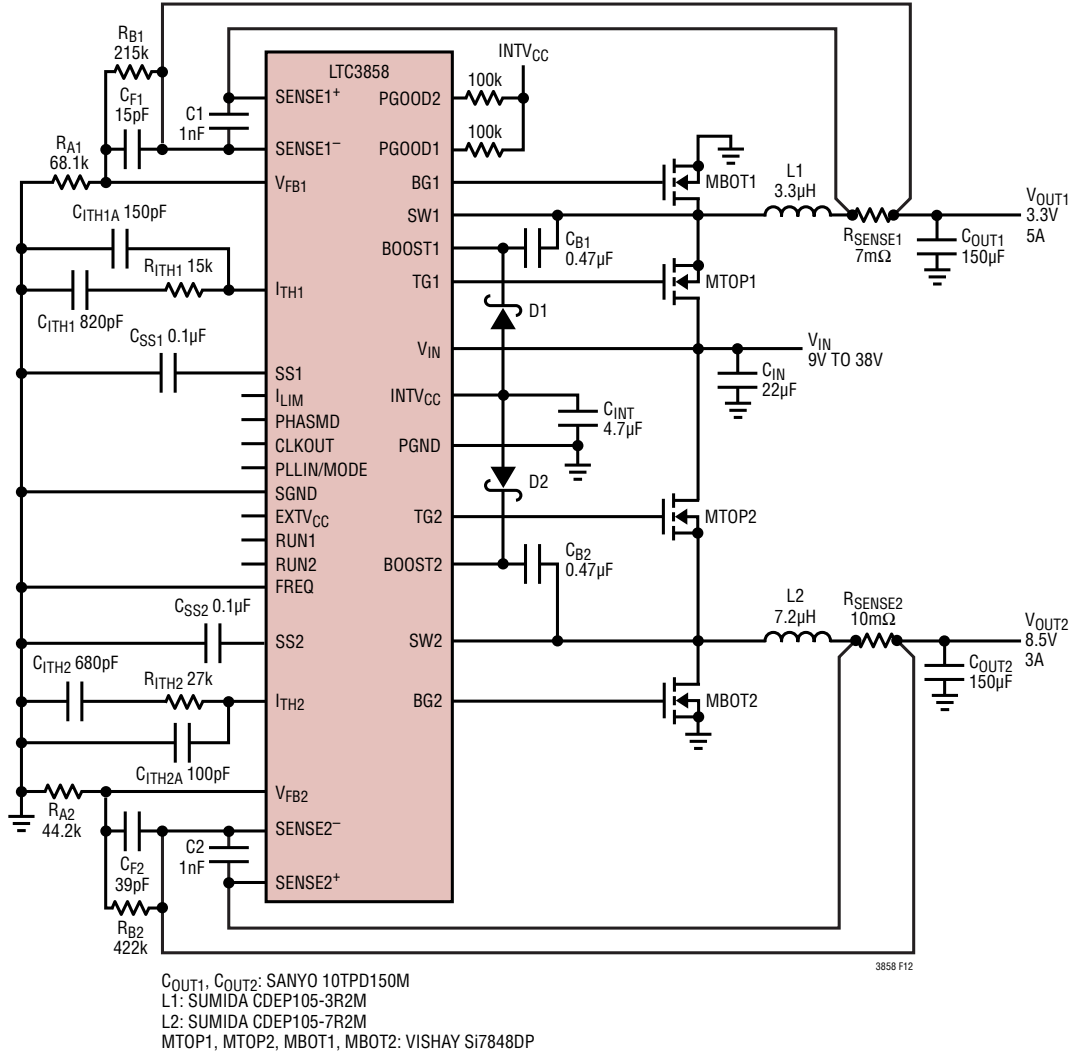 RB1
215k
CF1
15pF
RA1
68.1k
C1
1nF
LTC3858
SENSE1+
SENSE1–
VFB1
ITH1
SS1
ILIM
PHASMD
CLKOUT
PLLIN/MODE
SGND
EXTVCC
RUN1
RUN2
FREQ
SS2
ITH2
VFB2
SENSE2–
SENSE2+
PGOOD2
PGOOD1
BG1
SW1
BOOST1
TG1
VIN
INTVCC
PGND
TG2
BOOST2
SW2
BG2
CITH1A 150pF
RITH1 15k
CITH1 820pF
CSS1 0.1µF
CSS2 0.1µF
CITH2 680pF
RITH2 27k
CITH2A 100pF
RA2
44.2k
CF2
39pF
RB2
422k
C2
1nF
INTVCC
100k
100k
MBOT1
L1
3.3µH
RSENSE1
7mΩ
VOUT1
3.3V
5A
COUT1
150µF
CB1
0.47µF
MTOP1
D1
VIN
9V TO 38V
CIN
22µF
CINT
4.7µF
D2
MTOP2
CB2
0.47µF
L2
7.2µH
RSENSE2
10mΩ
VOUT2
8.5V
3A
COUT2
150µF
MBOT2
3858 F12
COUT1, COUT2: SANYO 10TPD150M
L1: SUMIDA CDEP105-3R2M
L2: SUMIDA CDEP105-7R2M
MTOP1, MTOP2, MBOT1, MBOT2: VISHAY Si7848DP